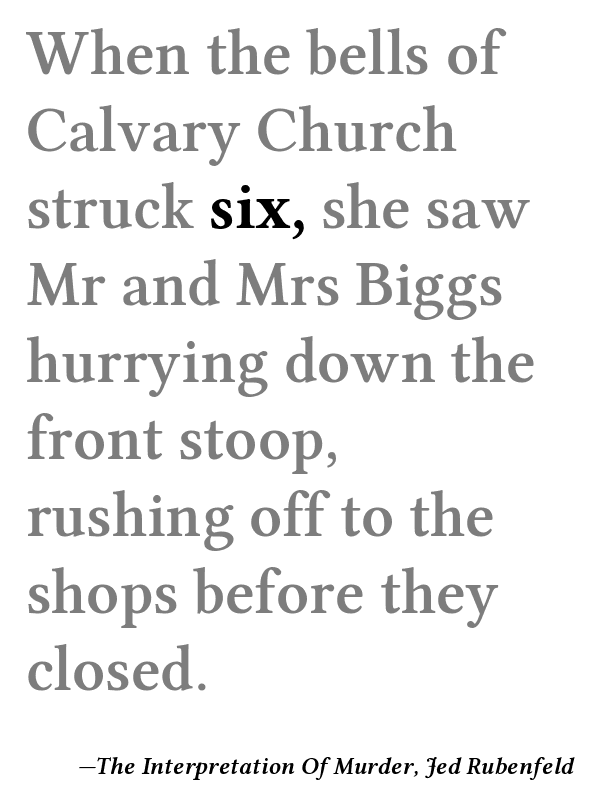 When the bells of
Calvary Church
struck six, she saw
Mr and Mrs Biggs
hurrying down the
front stoop,
rushing off to the
shops before they
closed.
—The Interpretation Of Murder, Jed Rubenfeld